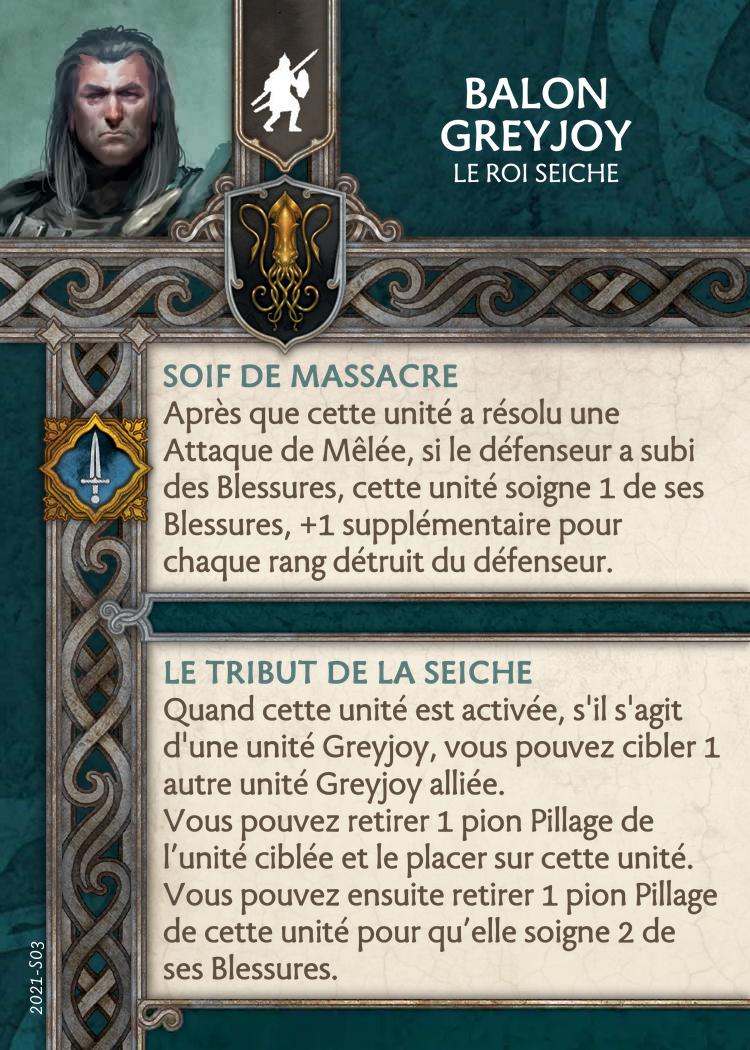 BALON
GREYJOY
LE ROI SEICHE
SOIF DE MASSACRE
Après que cette unité a résolu une
Attaque de Mêlée, si le défenseur a subi
des Blessures, cette unité soigne 1 de ses
Blessures, +1 supplémentaire pour
chaque rang détruit du défenseur.
LE TRIBUT DE LA SEICHE
Quand cette unité est activée, s'il s'agit
d'une unité Greyjoy, vous pouvez cibler 1
autre unité Greyjoy alliée.
Vous pouvez retirer 1 pion Pillage de
l’unité ciblée et le placer sur cette unité.
Vous pouvez ensuite retirer 1 pion Pillage
de cette unité pour qu’elle soigne 2 de
ses Blessures.
2021-S03